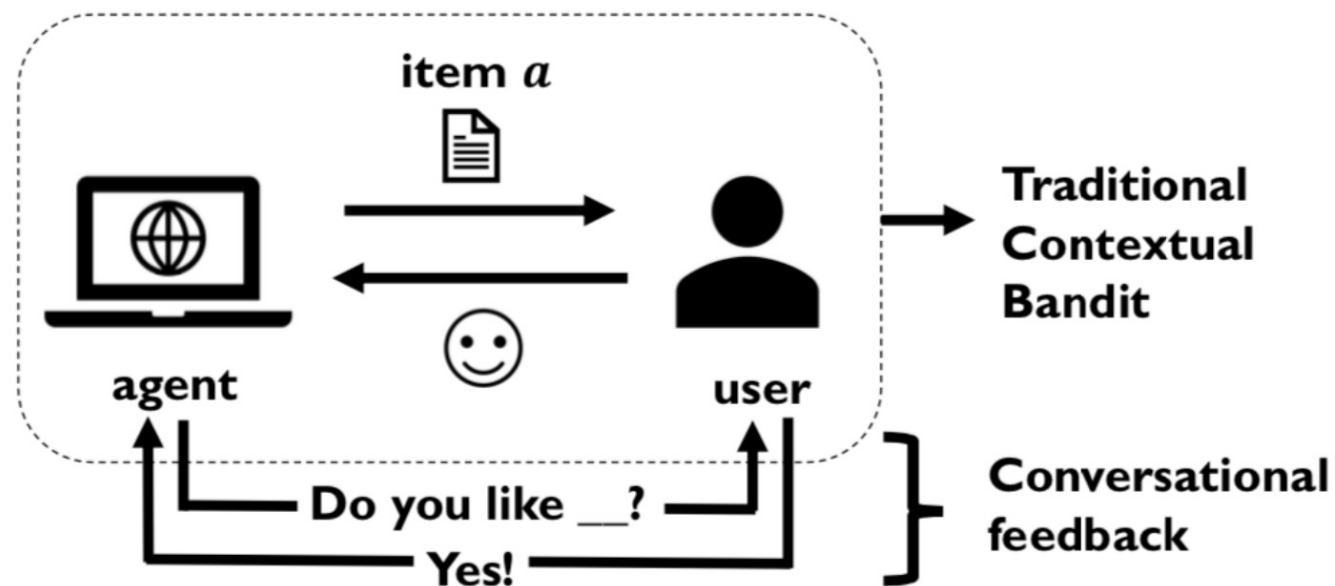 item a
Traditional
Contextual
Bandit
agent
user
Do you like __?
Yes!
Conversational
feedback